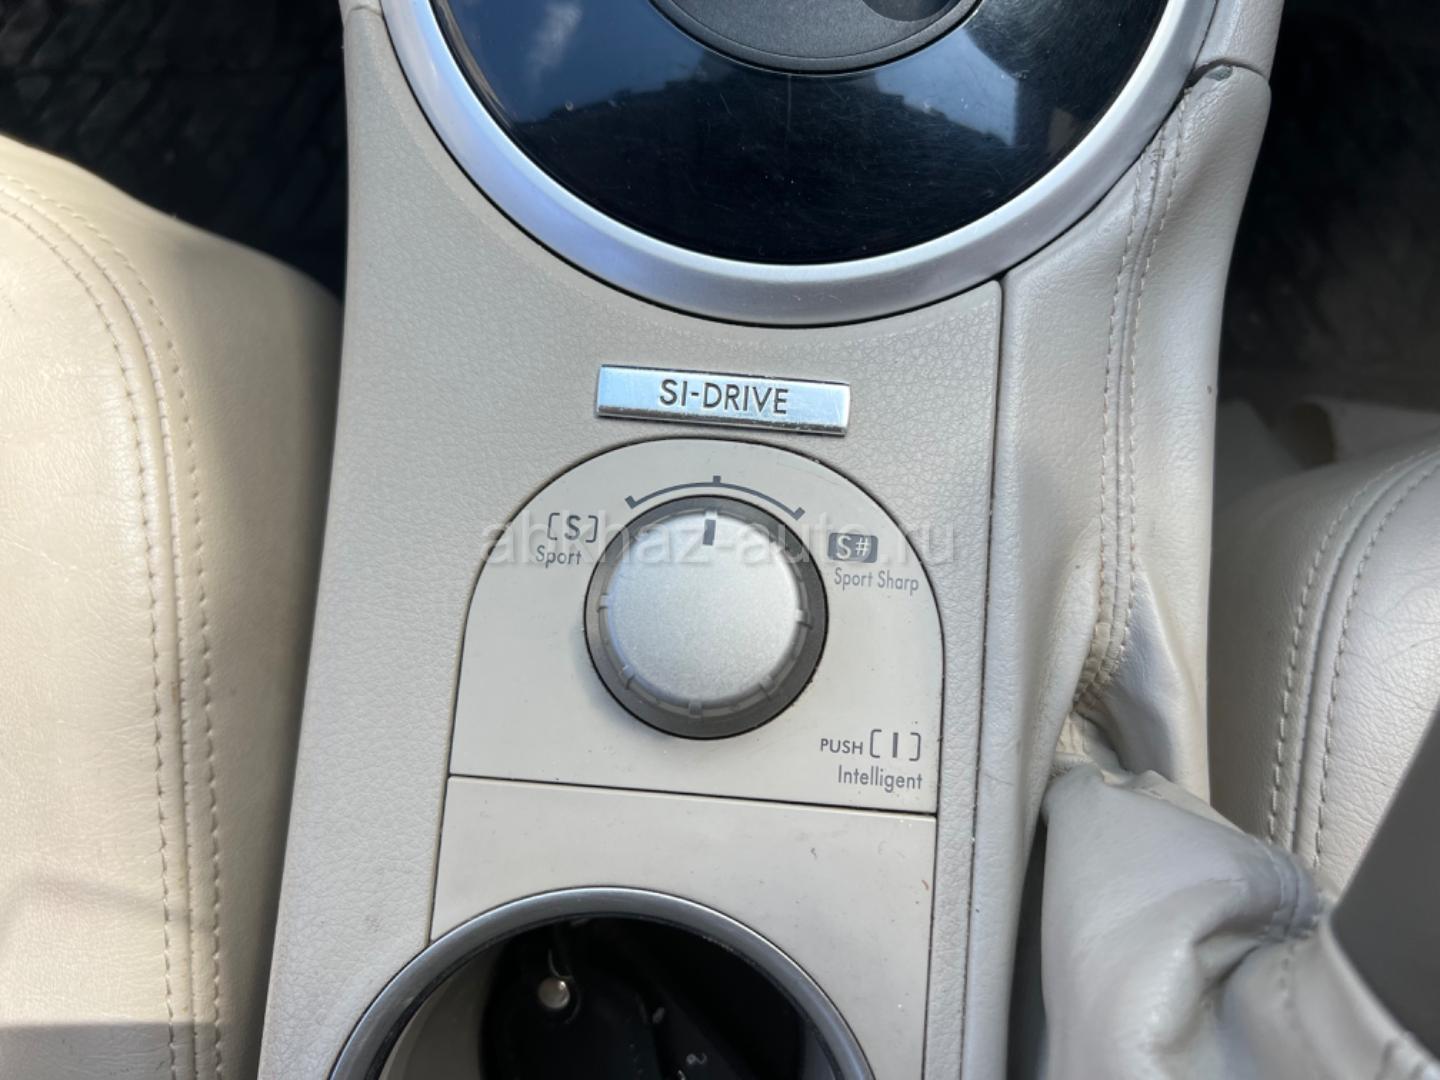 SI-DRIVE
[S]
Sport
S#
Sport Sharp
abkhaz-auto.ru
PUSH [I]
Intelligent